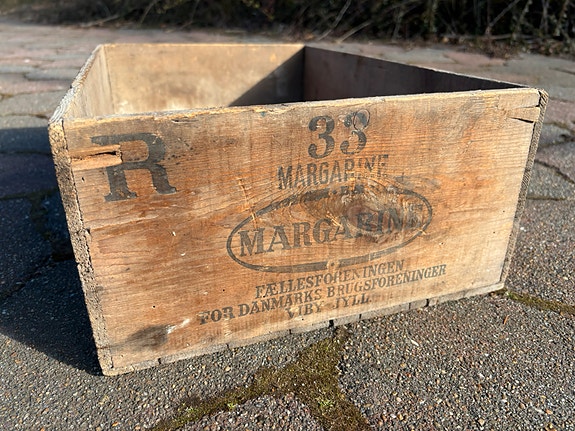 R
33
MARGARINE
MARGARINE
FÆLLESFORENINGEN
FOR DANMARKS BRUGSFORENINGER
VIBY-JYLL